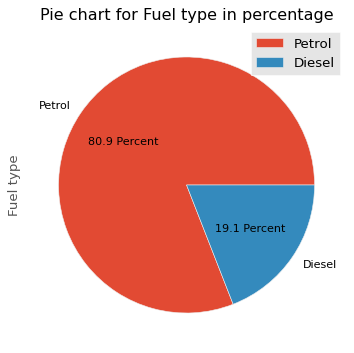 Pie chart for Fuel type in percentage
Petrol
Diesel
Petrol
80.9 Percent
Fuel type
19.1 Percent
Diesel